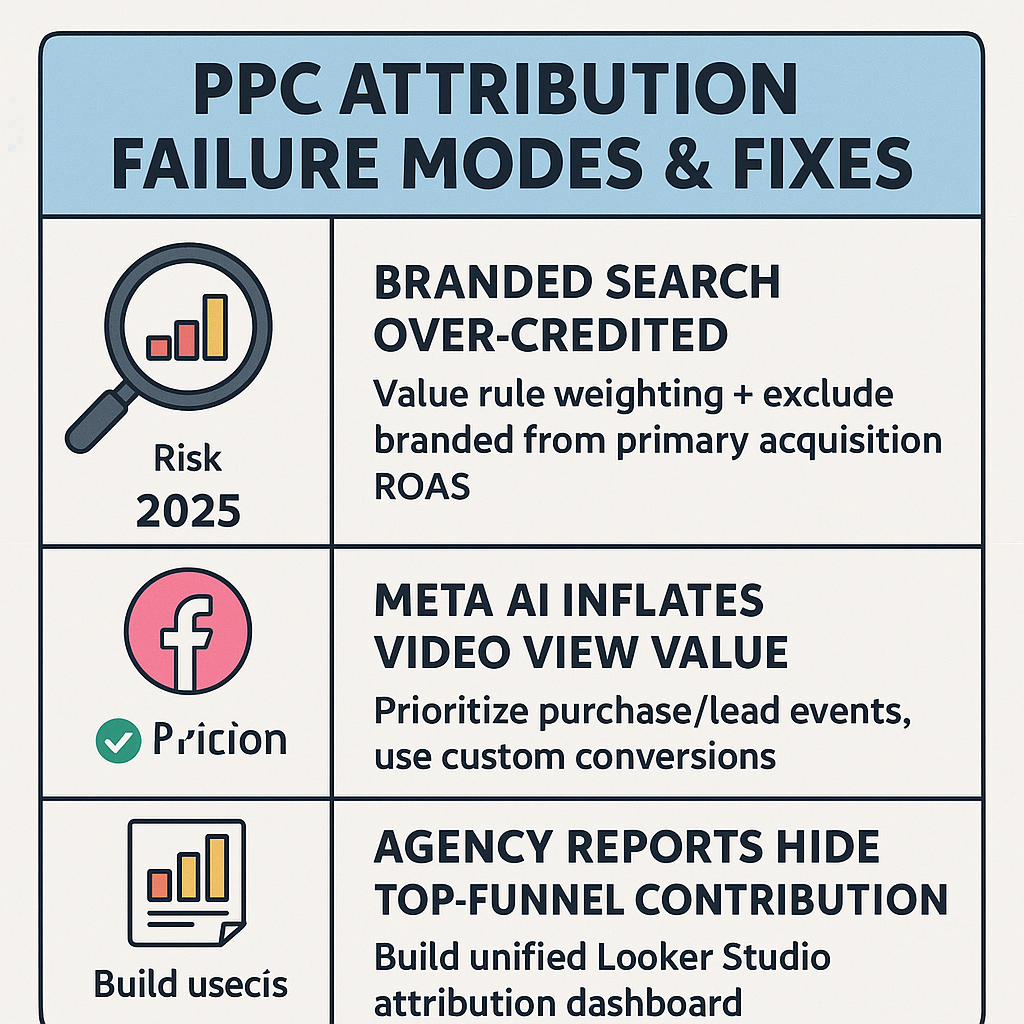 PPC ATTRIBUTION
FAILURE MODES & FIXES
Risk
2025
BRANDED SEARCH
OVER-CREDITED
Value rule weighting + exclude
branded from primary acquisition
ROAS
META AI INFLATES
VIDEO VIEW VALUE
Prioritize purchase/lead events,
use custom conversions
Build usecís
AGENCY REPORTS HIDE
TOP-FUNNEL CONTRIBUTION
Build unified Looker Studio
attribution dashboard